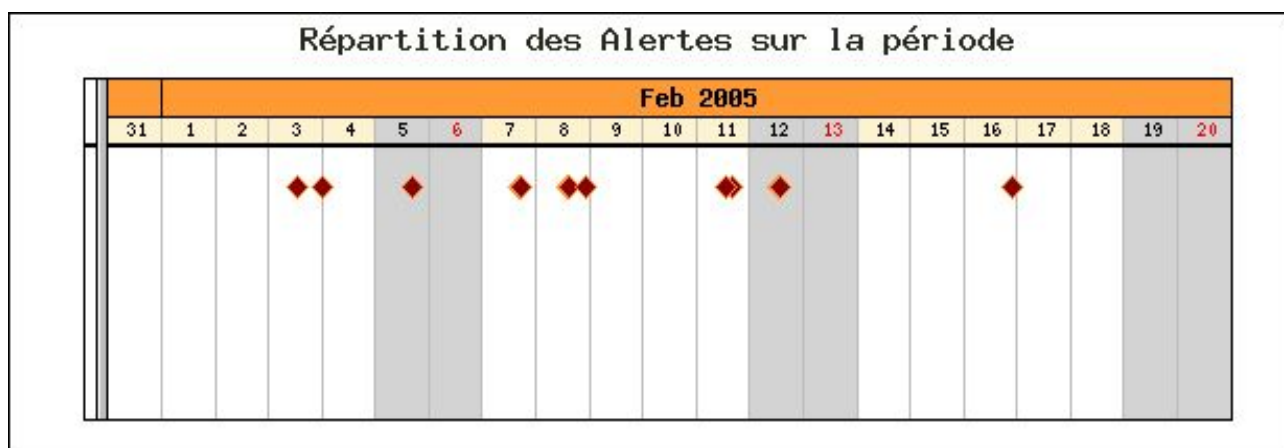 Répartition des Alertes sur la période
Feb 2005
31 1 2 3 4 5 6 7 8 9 10 11 12 13 14 15 16 17 18 19 20